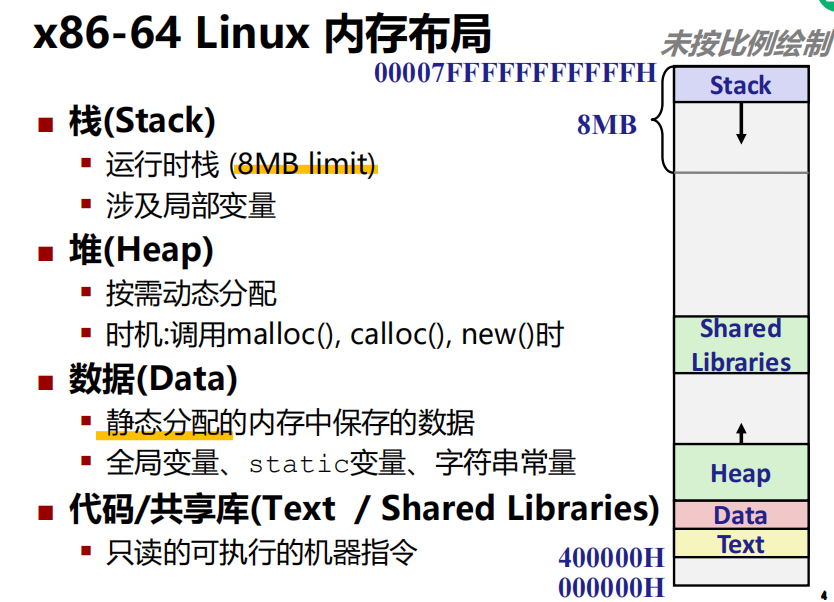 x86-64 Linux 内存布局
未按比例绘制
00007FFFFFFFFFFFH
Stack
8MB
栈(Stack)
运行时栈 (8MB limit)
涉及局部变量
堆(Heap)
按需动态分配
时机:调用malloc(), calloc(), new()时
数据(Data)
静态分配的内存中保存的数据
全局变量、static变量、字符串常量
代码/共享库(Text / Shared Libraries)
只读的可执行的机器指令
Shared
Libraries
Heap
Data
Text
400000H
000000H
4